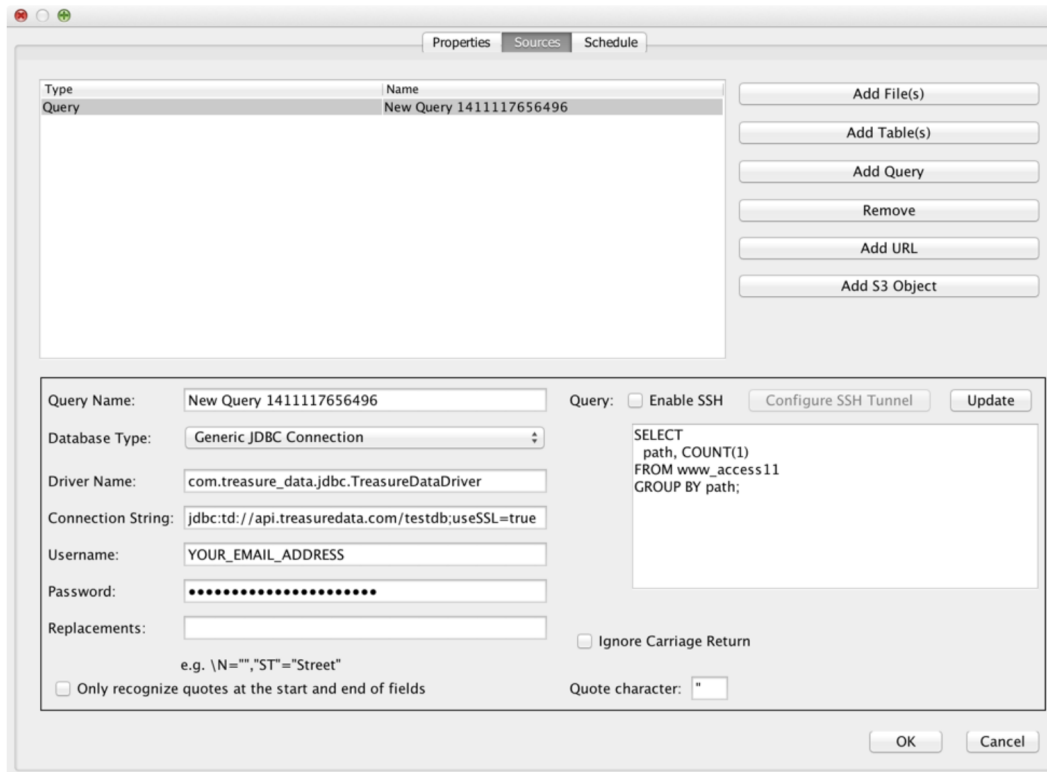 Properties Sources Schedule
Type Name
Query New Query 1411117656496
Add File(s)
Add Table(s)
Add Query
Remove
Add URL
Add S3 Object
Query Name: New Query 1411117656496
Database Type: Generic JDBC Connection
Driver Name: com.treasure_data.jdbc.TreasureDataDriver
Connection String: jdbc:td://api.treasuredata.com/testdb;useSSL=true
Username: YOUR_EMAIL_ADDRESS
Password: ••••••••••••••••••••••
Replacements:
e.g. \N="","ST"="Street"
Only recognize quotes at the start and end of fields
Query: Enable SSH Configure SSH Tunnel Update
SELECT
path, COUNT(1)
FROM www_access11
GROUP BY path;
Ignore Carriage Return
Quote character: "
OK Cancel